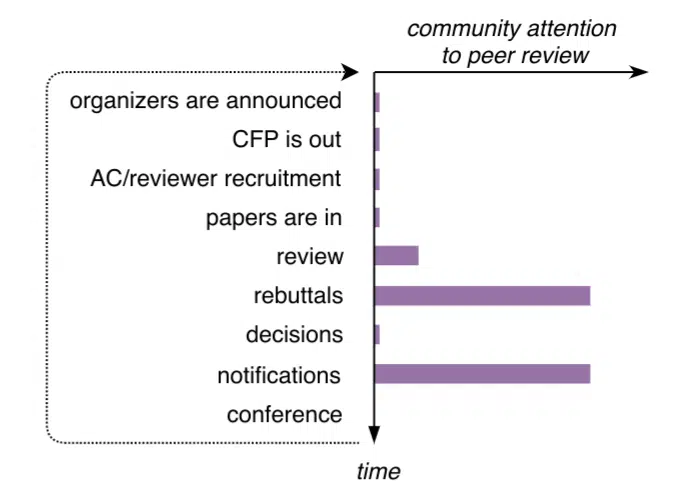 community attention
to peer review
organizers are announced
CFP is out
AC/reviewer recruitment
papers are in
review
rebuttals
decisions
notifications
conference
time